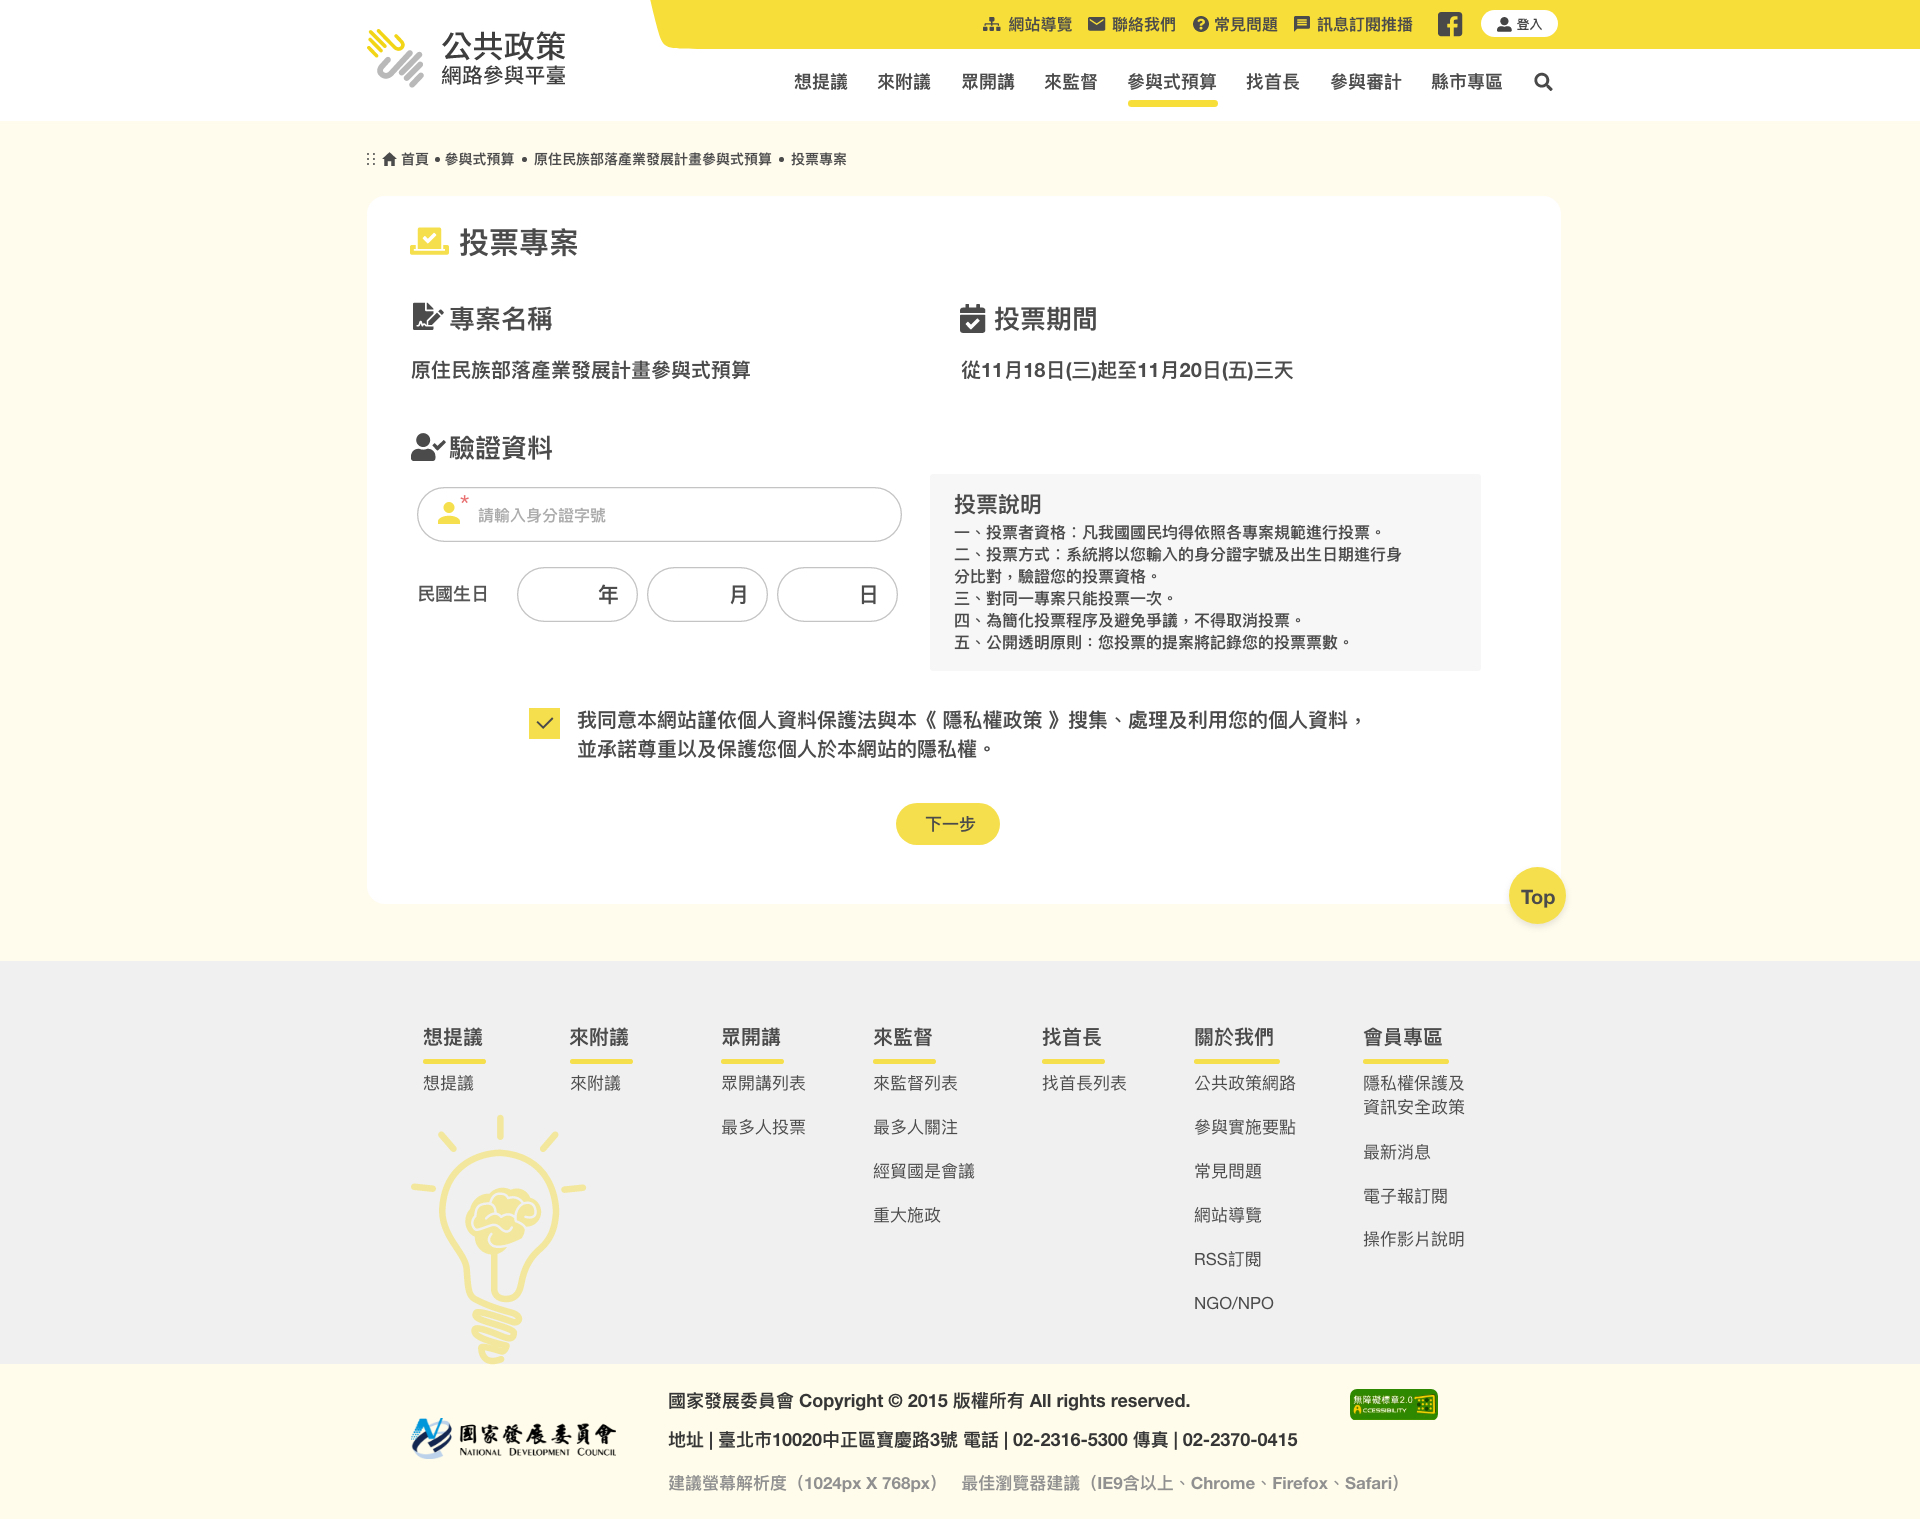 公共政策
網路參與平臺
網站導覽 聯絡我們 常見問題 訊息訂閱推播 登入
想提議 來附議 眾開講 來監督 參與式預算 找首長 參與審計 縣市專區
首頁 • 參與式預算 • 原住民族部落產業發展計畫參與式預算 • 投票專案
投票專案
專案名稱
原住民族部落產業發展計畫參與式預算
投票期間
從11月18日(三)起至11月20日(五)三天
驗證資料
* 請輸入身分證字號
民國生日 年 月 日
投票說明
一、投票者資格：凡我國國民均得依照各專案規範進行投票。
二、投票方式：系統將以您輸入的身分證字號及出生日期進行身
分比對，驗證您的投票資格。
三、對同一專案只能投票一次。
四、為簡化投票程序及避免爭議，不得取消投票。
五、公開透明原則：您投票的提案將記錄您的投票票數。
我同意本網站謹依個人資料保護法與本《 隱私權政策 》搜集、處理及利用您的個人資料，
並承諾尊重以及保護您個人於本網站的隱私權。
下一步
Top
想提議
想提議
來附議
來附議
眾開講
眾開講列表
最多人投票
來監督
來監督列表
最多人關注
經貿國是會議
重大施政
找首長
找首長列表
關於我們
公共政策網路
參與實施要點
常見問題
網站導覽
RSS訂閱
NGO/NPO
會員專區
隱私權保護及
資訊安全政策
最新消息
電子報訂閱
操作影片說明
國家發展委員會
NATIONAL DEVELOPMENT COUNCIL
國家發展委員會 Copyright © 2015 版權所有 All rights reserved.
地址 | 臺北市10020中正區寶慶路3號 電話 | 02-2316-5300 傳真 | 02-2370-0415
建議螢幕解析度（1024px X 768px） 最佳瀏覽器建議（IE9含以上、Chrome、Firefox、Safari）
無障礙標章2.0
ACCESSIBILITY